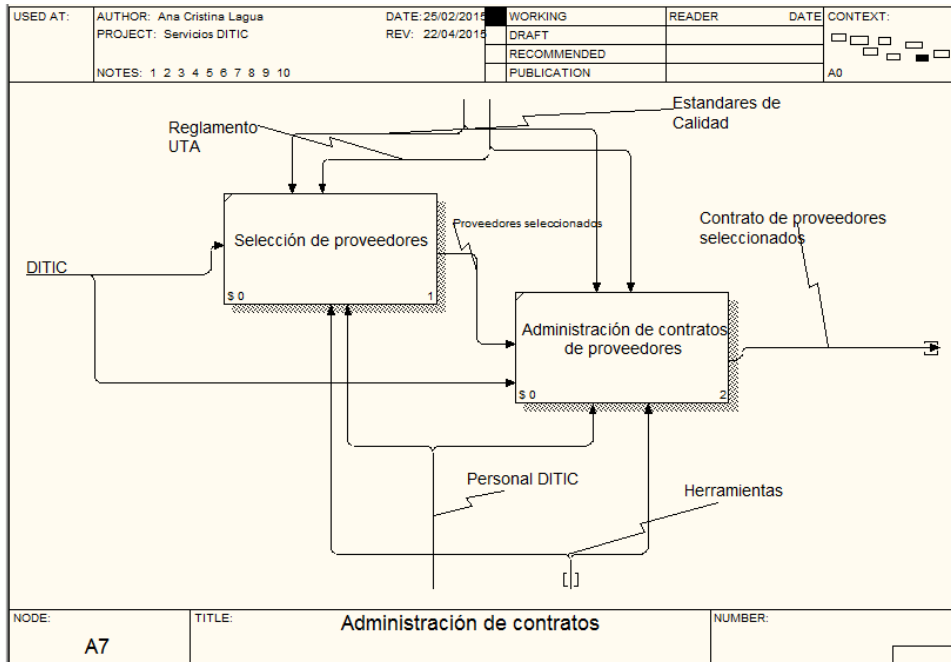 USED AT:
AUTHOR: Ana Cristina Lagua
DATE: 25/02/2015
WORKING
READER
DATE
CONTEXT:
PROJECT: Servicios DITIC
REV: 22/04/2015
DRAFT
RECOMMENDED
NOTES: 1 2 3 4 5 6 7 8 9 10
PUBLICATION
A0
Estandares de
Calidad
Reglamento
UTA
Proveedores seleccionados
Contrato de proveedores
seleccionados
Selección de proveedores
DITIC
$ 0
1
Administración de contratos
de proveedores
$ 0
2
Personal DITIC
Herramientas
NODE:
TITLE:
Administración de contratos
NUMBER:
A7